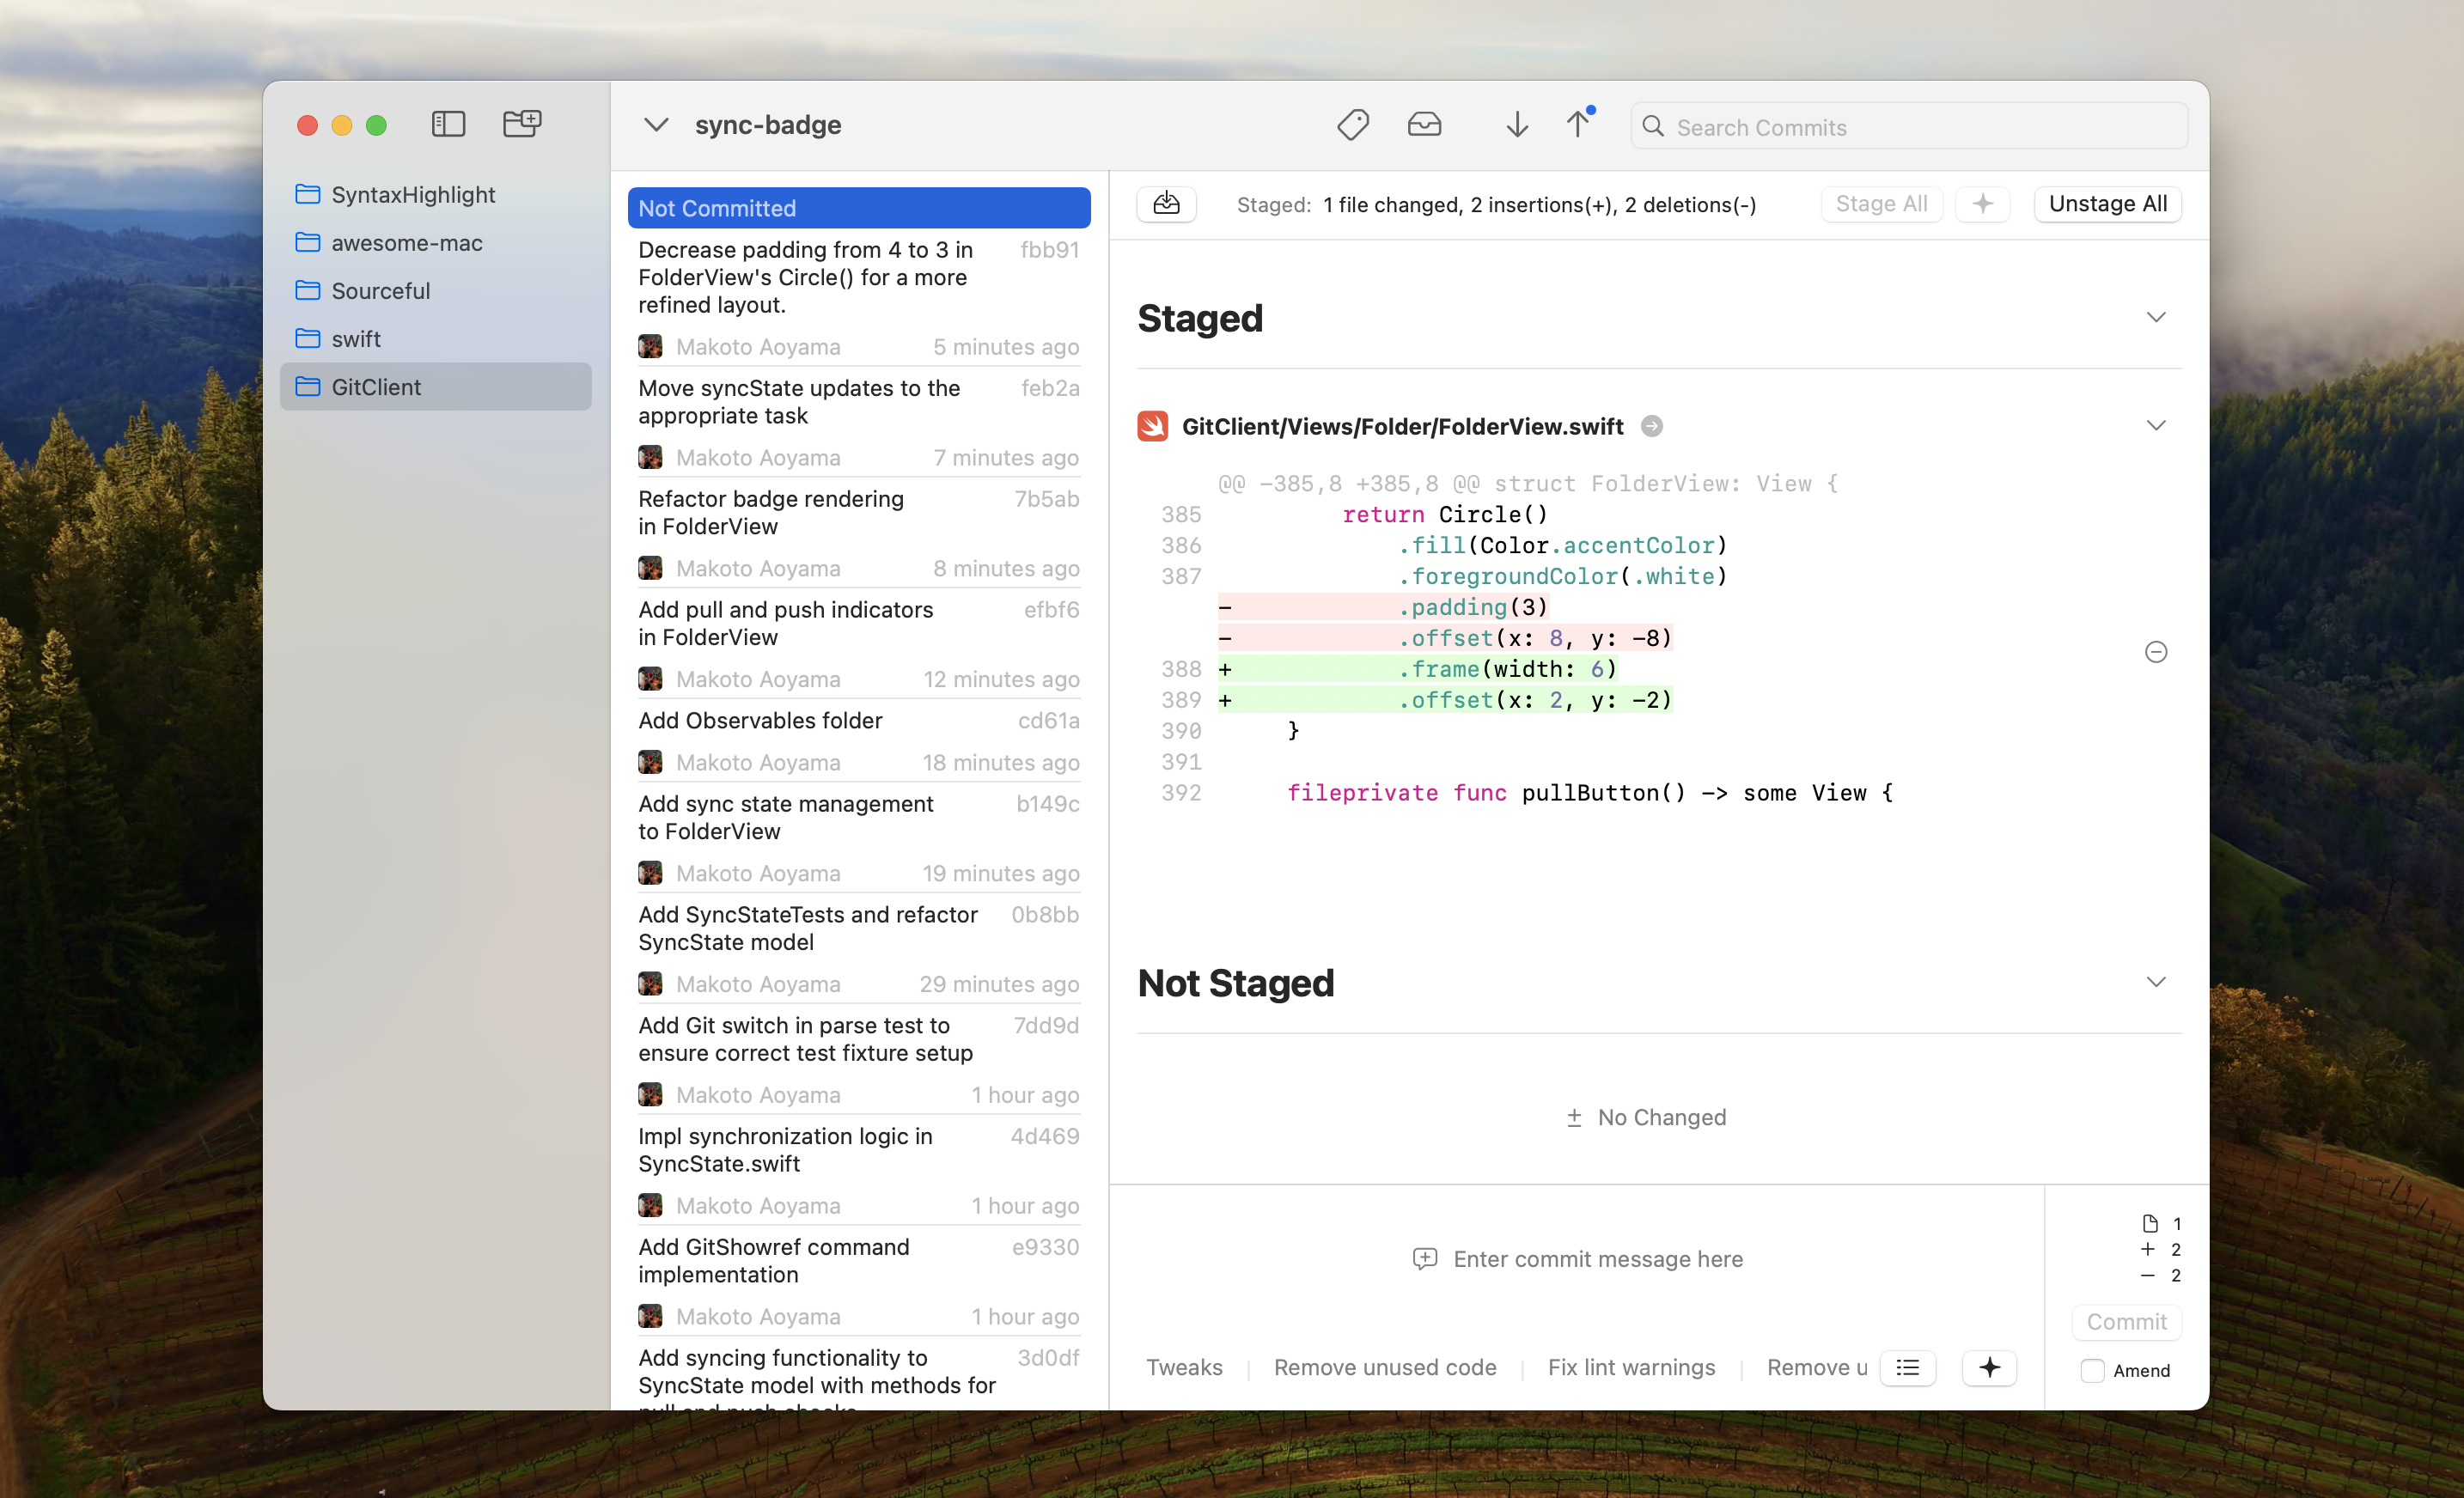 sync-badge
Search Commits
SyntaxHighlight
awesome-mac
Sourceful
swift
GitClient
Not Committed
Decrease padding from 4 to 3 in
FolderView's Circle() for a more
refined layout.
fbb91
Makoto Aoyama 5 minutes ago
Move syncState updates to the
appropriate task
feb2a
Makoto Aoyama 7 minutes ago
Refactor badge rendering
in FolderView
7b5ab
Makoto Aoyama 8 minutes ago
Add pull and push indicators
in FolderView
efbf6
Makoto Aoyama 12 minutes ago
Add Observables folder
cd61a
Makoto Aoyama 18 minutes ago
Add sync state management
to FolderView
b149c
Makoto Aoyama 19 minutes ago
Add SyncStateTests and refactor
SyncState model
0b8bb
Makoto Aoyama 29 minutes ago
Add Git switch in parse test to
ensure correct test fixture setup
7dd9d
Makoto Aoyama 1 hour ago
Impl synchronization logic in
SyncState.swift
4d469
Makoto Aoyama 1 hour ago
Add GitShowref command
implementation
e9330
Makoto Aoyama 1 hour ago
Add syncing functionality to
SyncState model with methods for
3d0df
Staged: 1 file changed, 2 insertions(+), 2 deletions(-)
Stage All
Unstage All
Staged
GitClient/Views/Folder/FolderView.swift
@@ -385,8 +385,8 @@ struct FolderView: View {
385 return Circle()
386 .fill(Color.accentColor)
387 .foregroundColor(.white)
- .padding(3)
- .offset(x: 8, y: -8)
388 + .frame(width: 6)
389 + .offset(x: 2, y: -2)
390 }
391
392 fileprivate func pullButton() -> some View {
Not Staged
± No Changed
Enter commit message here
Tweaks | Remove unused code | Fix lint warnings | Remove u
1
+ 2
- 2
Commit
Amend